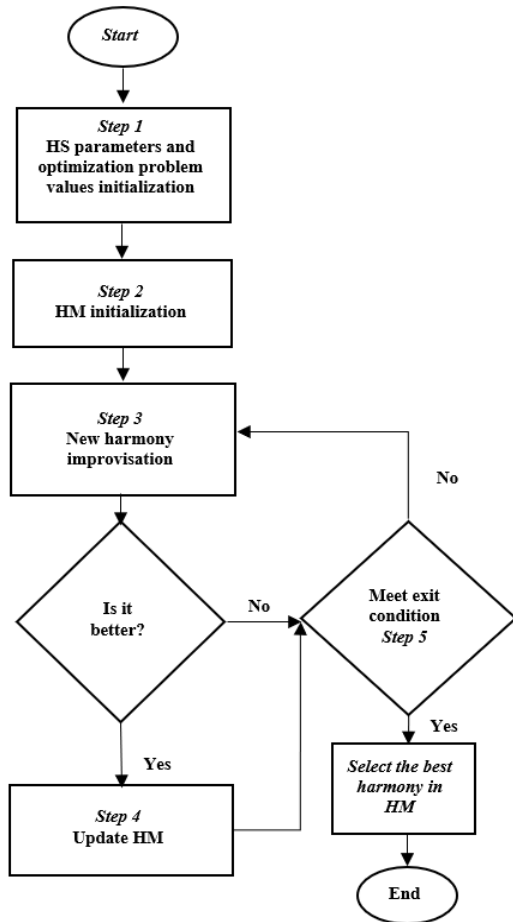 Start
Step 1
HS parameters and
optimization problem
values initialization
Step 2
HM initialization
Step 3
New harmony
improvisation
No
Is it
better?
No
Meet exit
condition
Step 5
Yes
Yes
Step 4
Update HM
Select the best
harmony in
HM
End